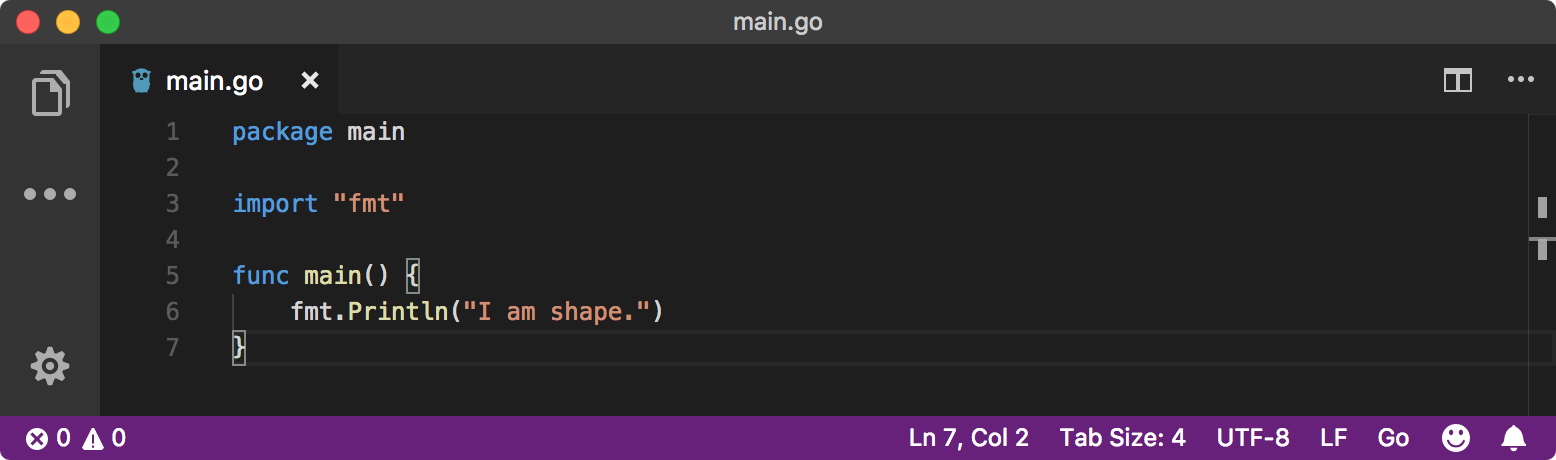 main.go
main.go
1 package main
2
3 import "fmt"
4
5 func main() {
6     fmt.Println("I am shape.")
7 }
0 0 Ln 7, Col 2 Tab Size: 4 UTF-8 LF Go